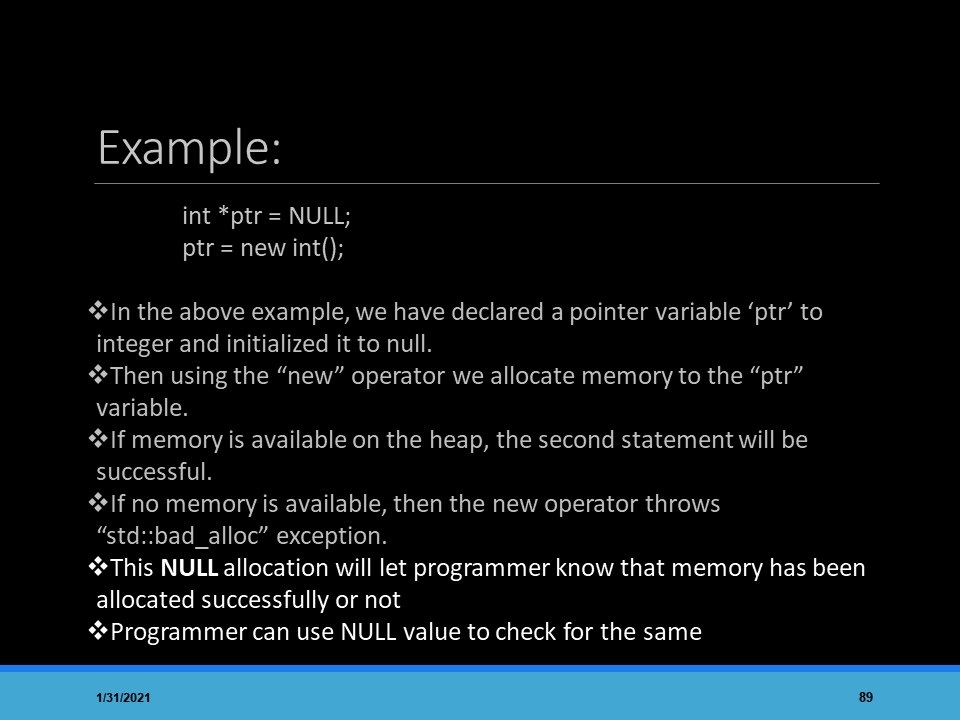 Example:
int *ptr = NULL;
ptr = new int();
❖In the above example, we have declared a pointer variable ‘ptr’ to
integer and initialized it to null.
❖Then using the “new” operator we allocate memory to the “ptr”
variable.
❖If memory is available on the heap, the second statement will be
successful.
❖If no memory is available, then the new operator throws
“std::bad_alloc” exception.
❖This NULL allocation will let programmer know that memory has been
allocated successfully or not
❖Programmer can use NULL value to check for the same
1/31/2021
89